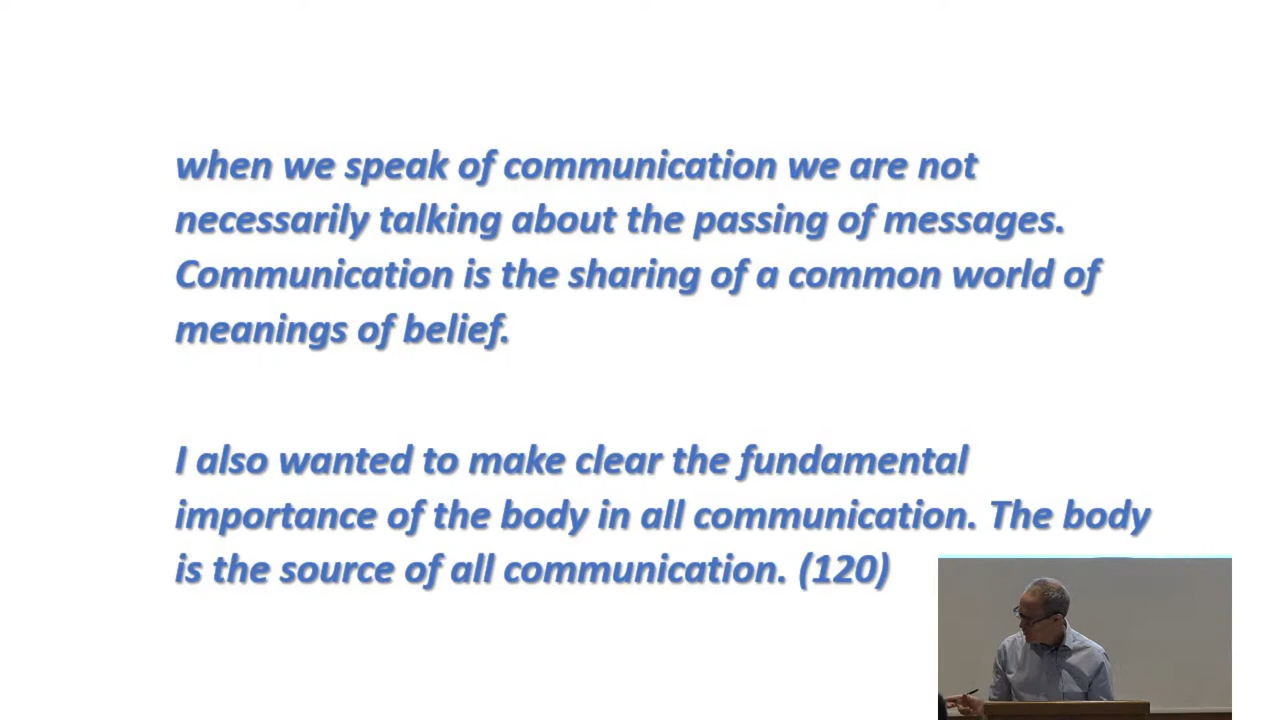 when we speak of communication we are not
necessarily talking about the passing of messages.
Communication is the sharing of a common world of
meanings of belief.
I also wanted to make clear the fundamental
importance of the body in all communication. The body
is the source of all communication. (120)